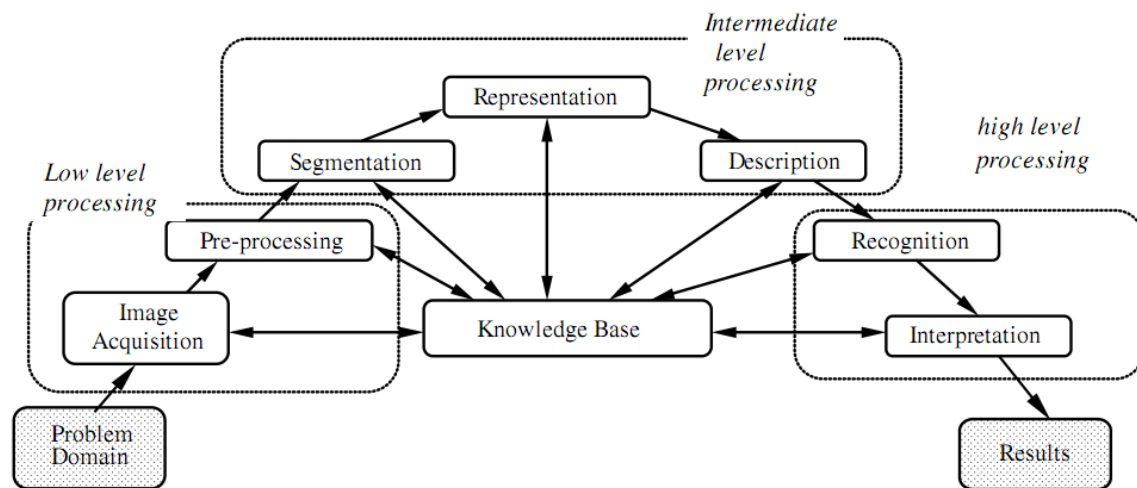 Intermediate
level
processing
Representation
high level
processing
Segmentation
Description
Low level
processing
Pre-processing
Recognition
Image
Acquisition
Knowledge Base
Interpretation
Problem
Domain
Results